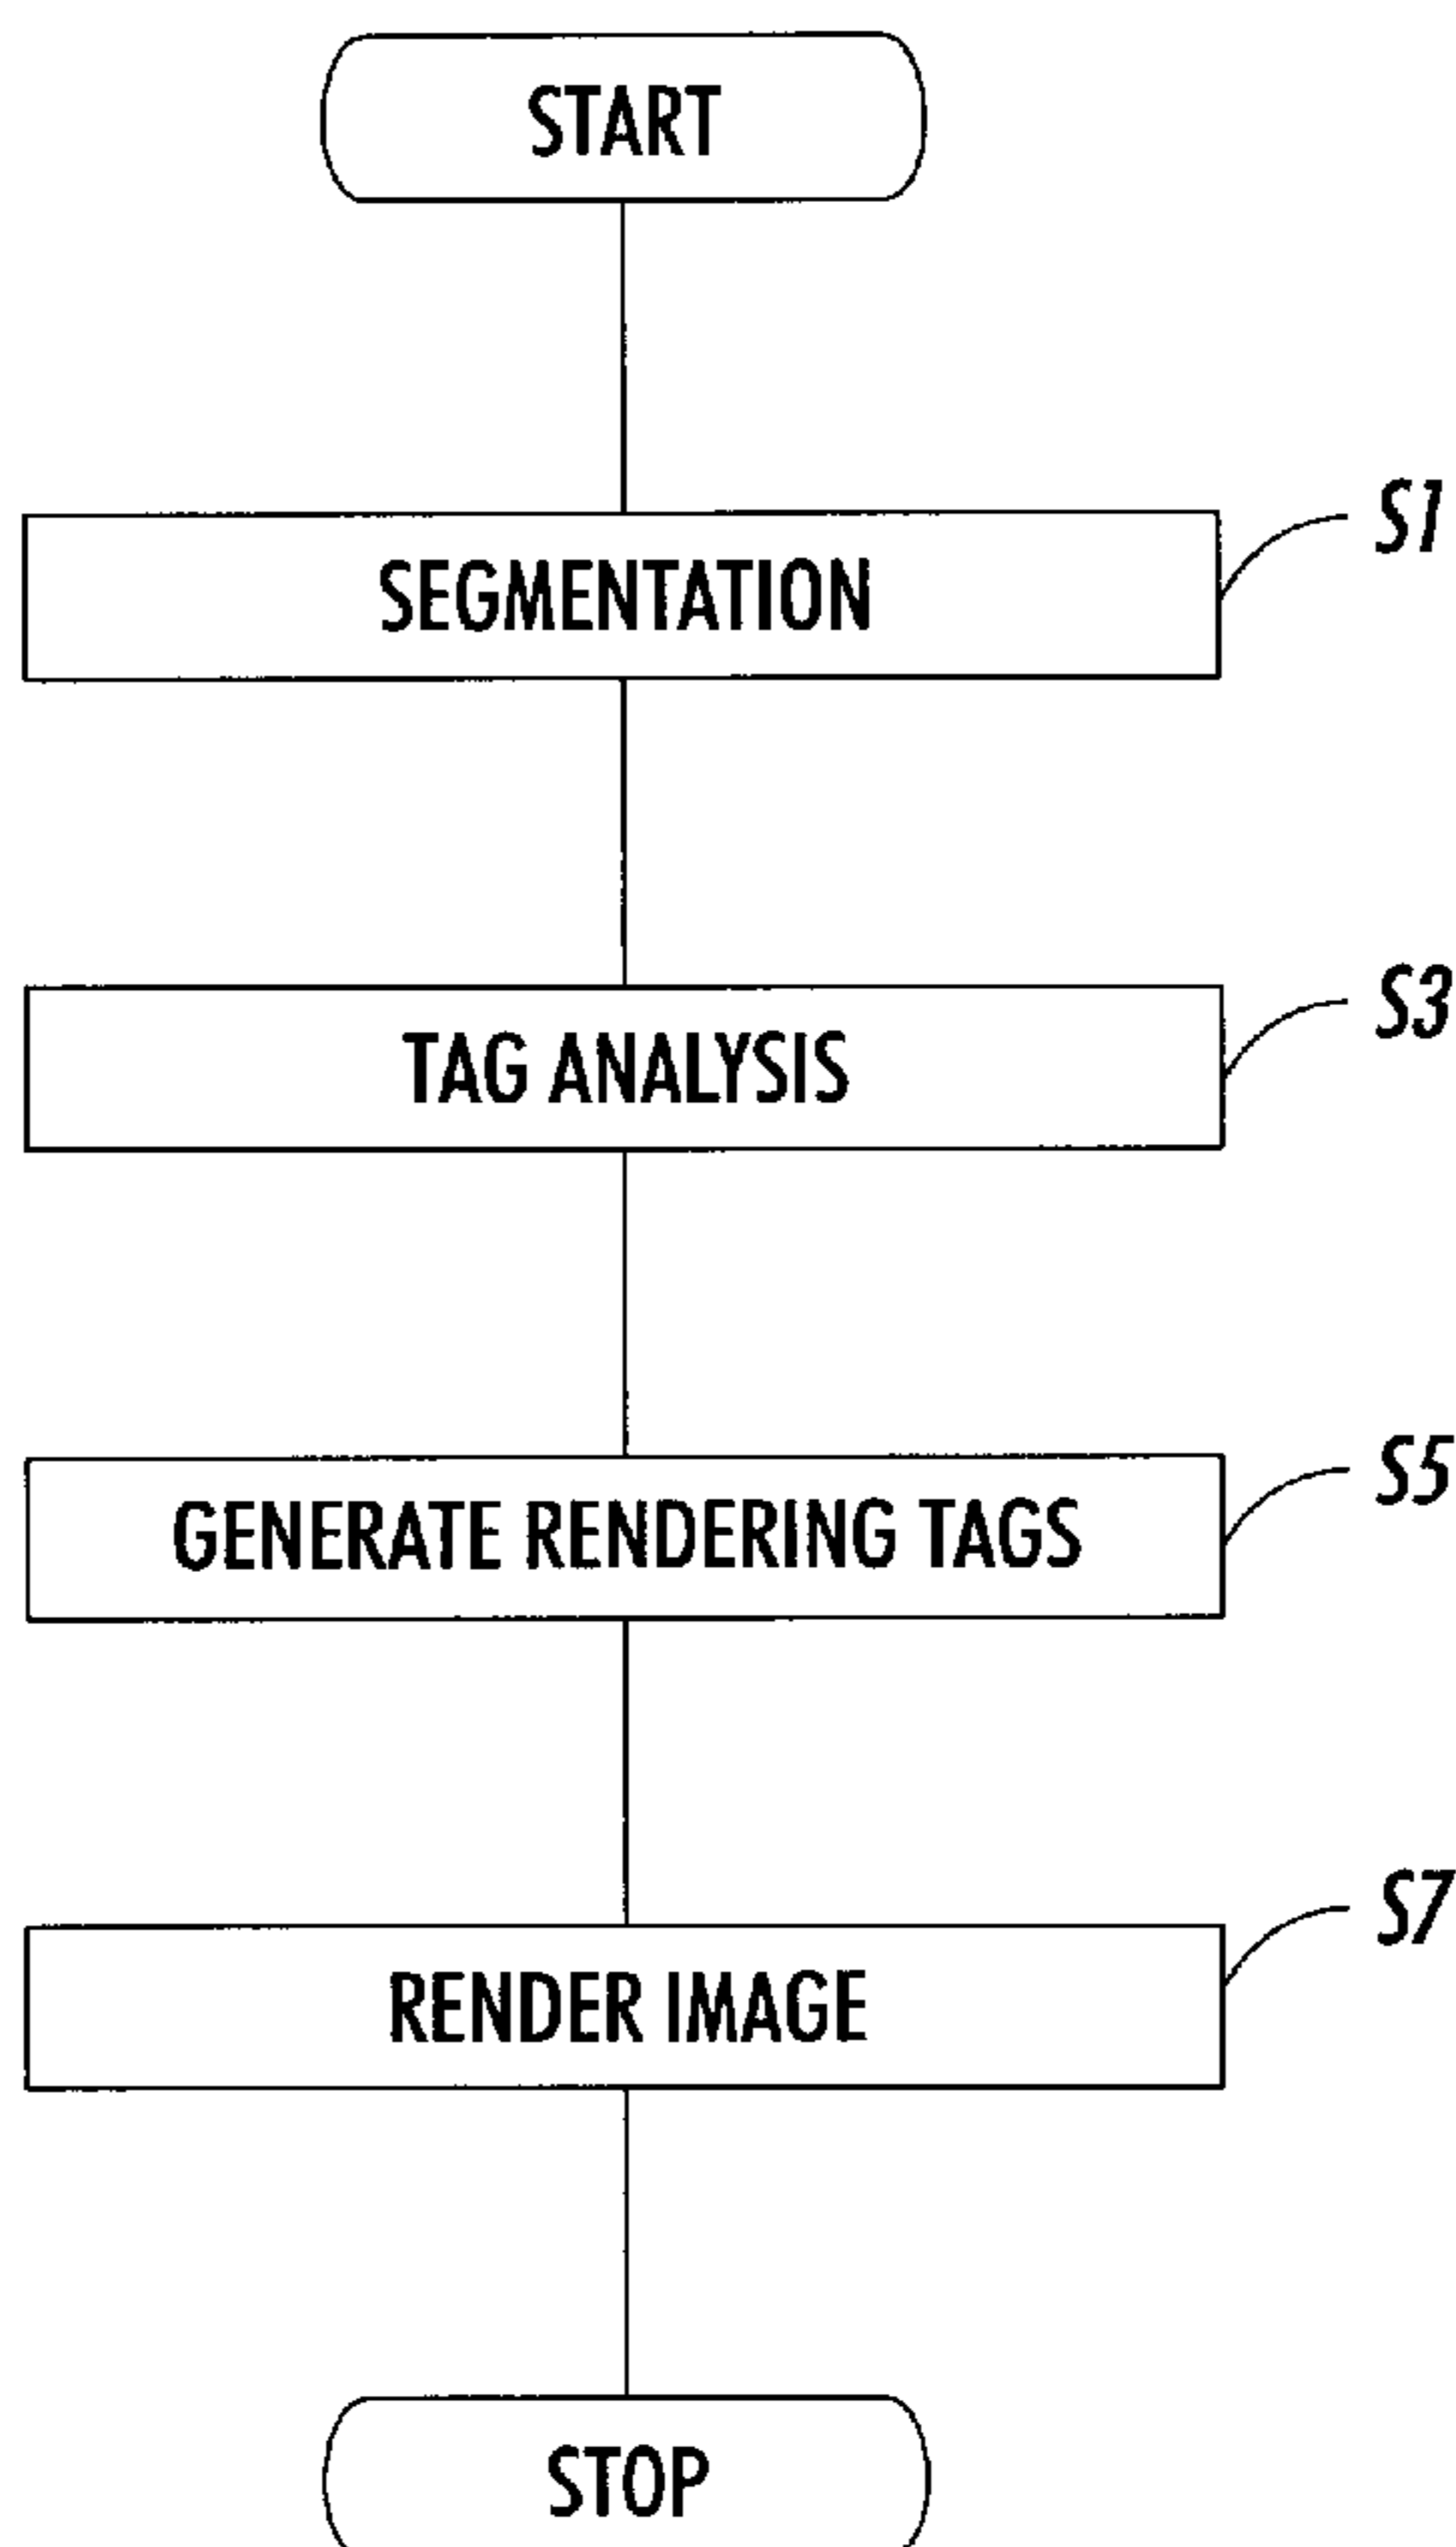 START
SEGMENTATION
S1
TAG ANALYSIS
S3
GENERATE RENDERING TAGS
S5
RENDER IMAGE
S7
STOP